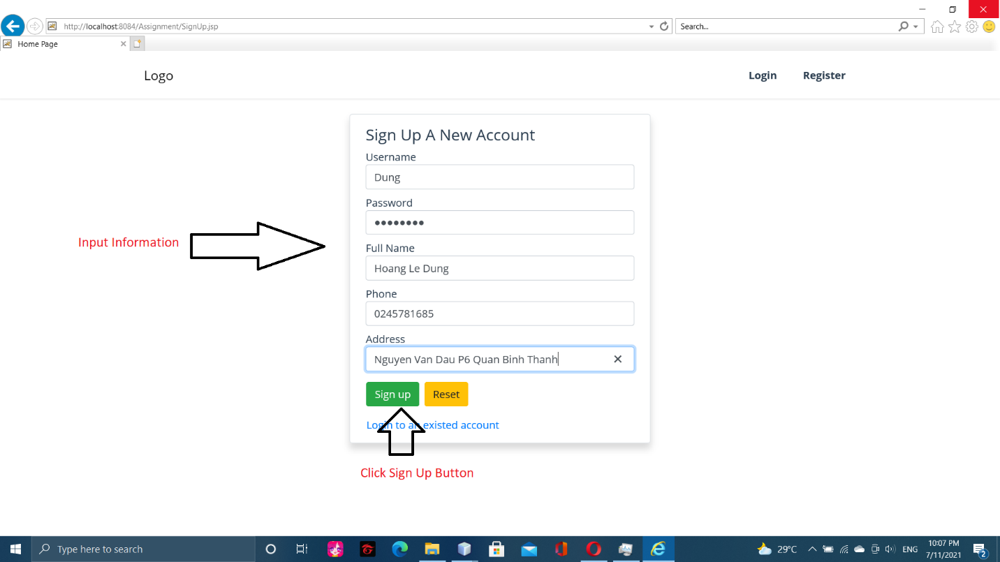 http://localhost:8084/Assignment/SignUp.jsp
Search...
Home Page
Logo
Login
Register
Sign Up A New Account
Username
Dung
Password
••••••••
Input Information
Full Name
Hoang Le Dung
Phone
0245781685
Address
Nguyen Van Dau P6 Quan Binh Thanh
Sign up
Reset
Login to an existed account
Click Sign Up Button
Type here to search
29°C
ENG
10:07 PM
7/11/2021
2